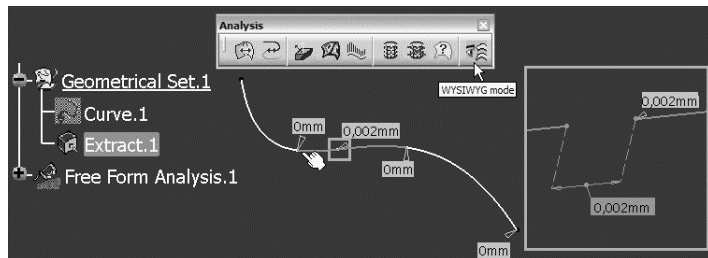 Analysis
WYSIWYG mode
Geometrical Set.1
Curve.1
Extract.1
Free Form Analysis.1
0mm
0,002mm
0mm
0mm
0,002mm
0,002mm